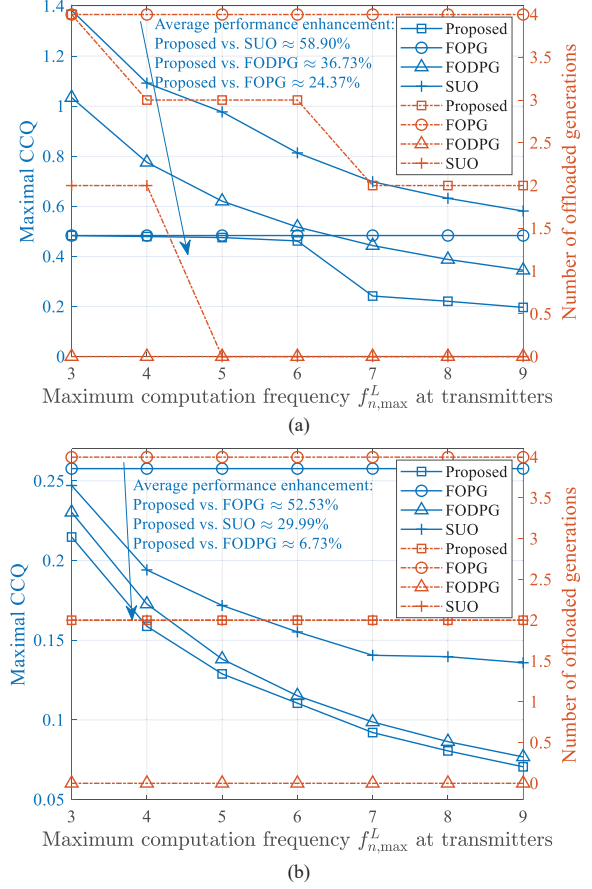 1.4
1.2
1
0.8
0.6
0.4
0.2
0
Maximal CCQ
Average performance enhancement:
Proposed vs. SUO ≈ 58.90%
Proposed vs. FODPG ≈ 36.73%
Proposed vs. FOPG ≈ 24.37%
Proposed
FOPG
FODPG
SUO
Proposed
FOPG
FODPG
SUO
4
3.5
3
2.5
2
1.5
1
0.5
0
Number of offloaded generations
3 4 5 6 7 8 9
Maximum computation frequency f^L_{n,max} at transmitters
(a)
0.25
0.2
0.15
0.1
0.05
Maximal CCQ
Average performance enhancement:
Proposed vs. FOPG ≈ 52.53%
Proposed vs. SUO ≈ 29.99%
Proposed vs. FODPG ≈ 6.73%
Proposed
FOPG
FODPG
SUO
Proposed
FOPG
FODPG
SUO
4
3.5
3
2.5
2
1.5
1
0.5
0
Number of offloaded generations
3 4 5 6 7 8 9
Maximum computation frequency f^L_{n,max} at transmitters
(b)